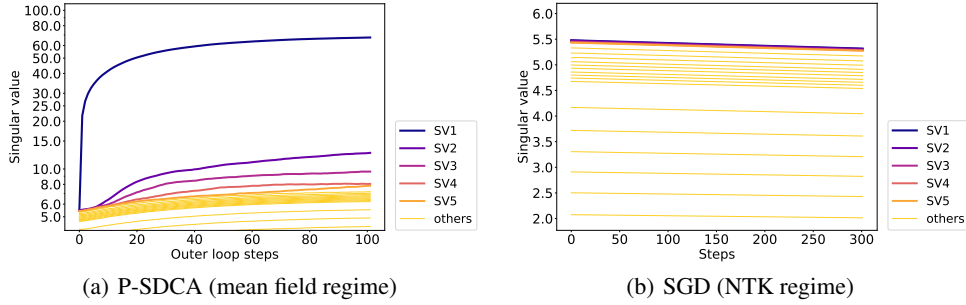 100.0
80.0
60.0
50.0
40.0
30.0
25.0
20.0
15.0
10.0
8.0
6.0
5.0
Singular value
0 20 40 60 80 100
Outer loop steps
SV1
SV2
SV3
SV4
SV5
others
(a) P-SDCA (mean field regime)
6.0
5.5
5.0
4.5
4.0
3.5
3.0
2.5
2.0
Singular value
0 50 100 150 200 250 300
Steps
SV1
SV2
SV3
SV4
SV5
others
(b) SGD (NTK regime)